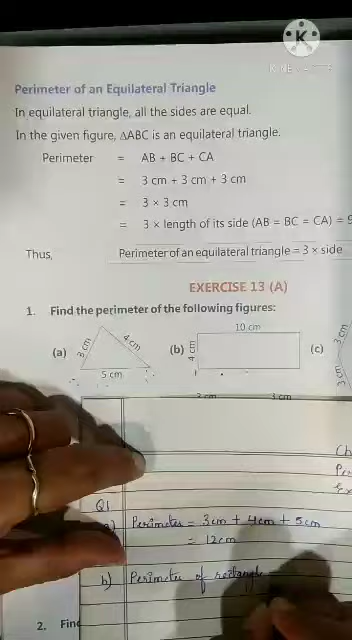 K
Perimeter of an Equilateral Triangle
In equilateral triangle, all the sides are equal.
In the given figure, ΔABC is an equilateral triangle.
Perimeter = AB + BC + CA
= 3 cm + 3 cm + 3 cm
= 3 × 3 cm
= 3 × length of its side (AB = BC = CA) = 9
Thus, Perimeter of an equilateral triangle = 3 × side
EXERCISE 13 (A)
1. Find the perimeter of the following figures:
(a) 3 cm 4 cm 5 cm (b) 10 cm 4 cm (c) 3 cm 3 cm
2 cm 3 cm
Ch
Q1
a) Perimeter = 3cm + 4cm + 5cm
= 12cm
b) Perimeter of rectangle
2. Find